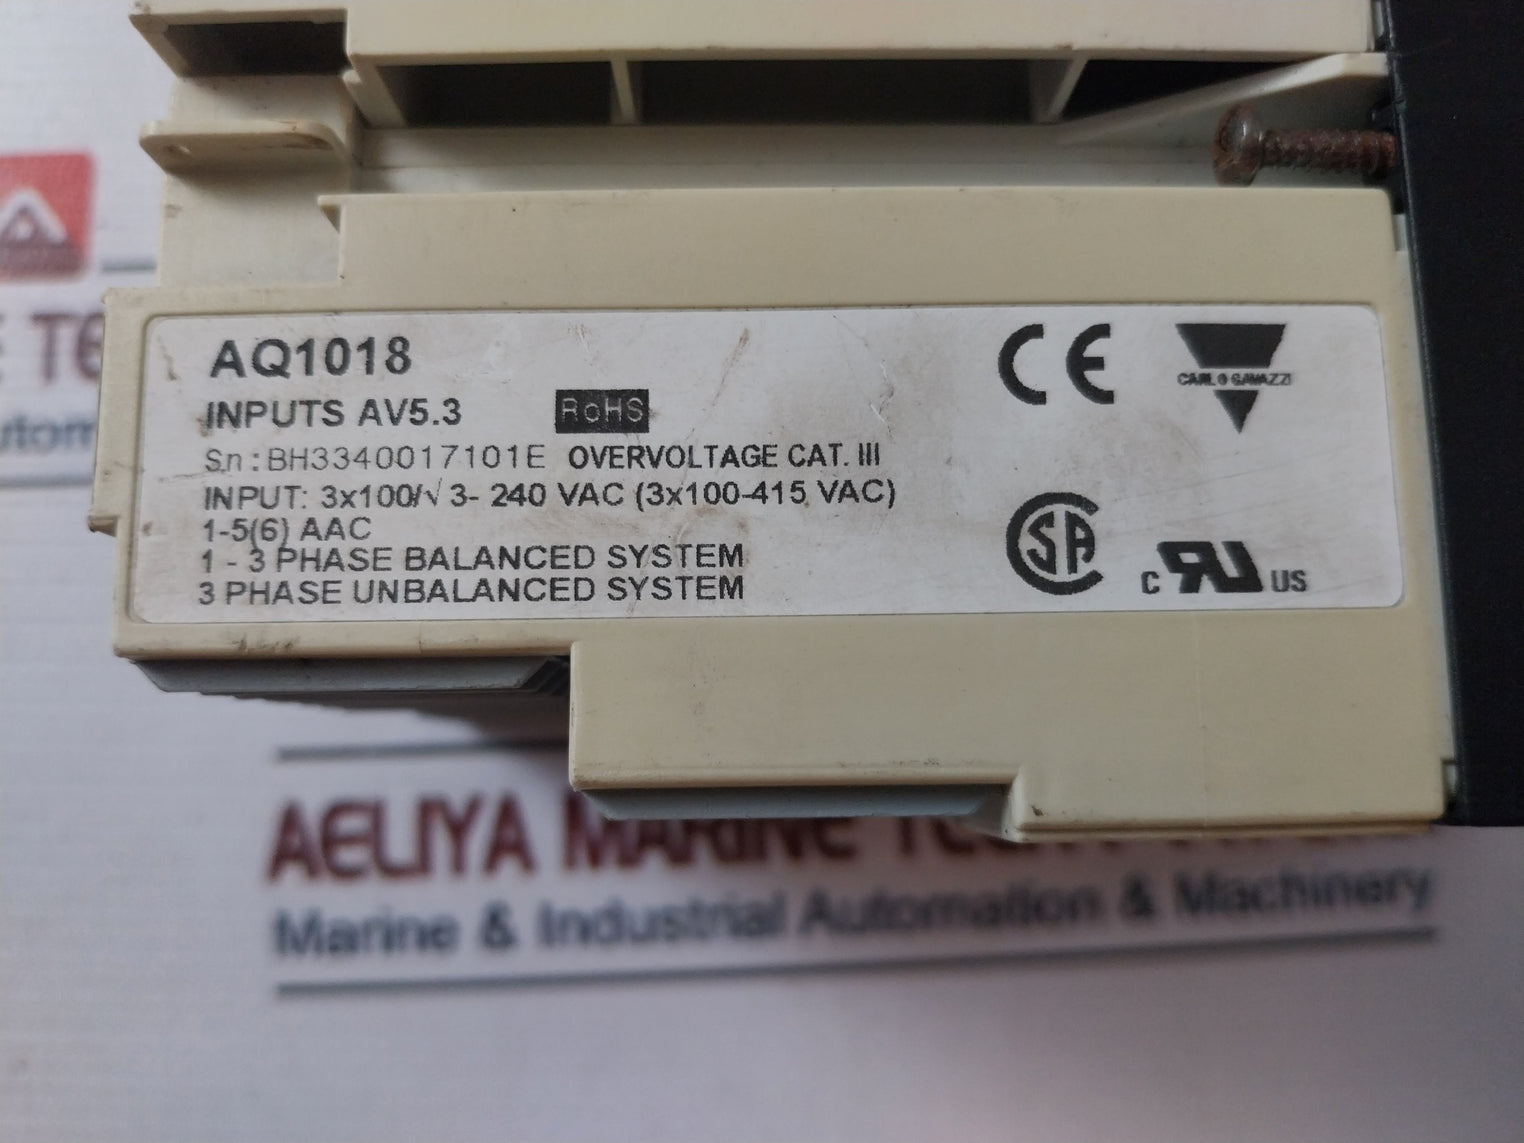 AQ1018
INPUTS AV5.3 RoHS
Sn: BH3340017101E OVERVOLTAGE CAT. III
INPUT: 3x100/√3- 240 VAC (3x100-415 VAC)
1-5(6) AAC
1 - 3 PHASE BALANCED SYSTEM
3 PHASE UNBALANCED SYSTEM
CE
CARLO GAVAZZI
CSA
C RU US
AELIYA MARINE
Marine & Industrial Automation & Machinery